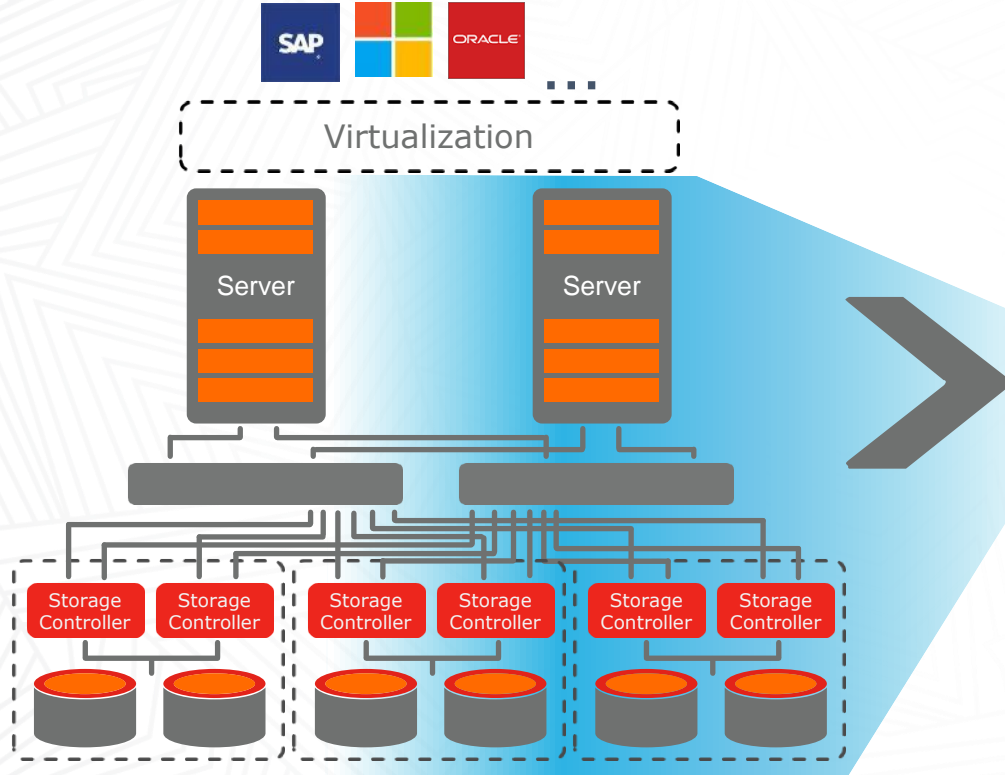 SAP
ORACLE
...
Virtualization
Server
Server
Storage
Controller
Storage
Controller
Storage
Controller
Storage
Controller
Storage
Controller
Storage
Controller